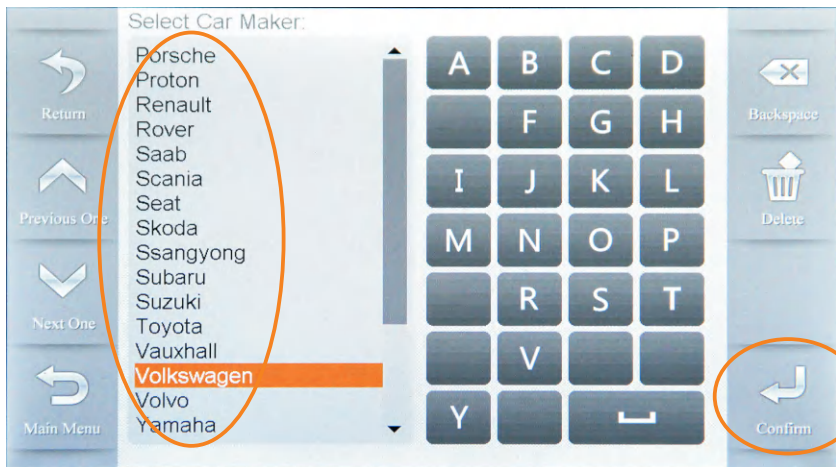 Select Car Maker:
Porsche
Proton
Renault
Rover
Saab
Scania
Seat
Skoda
Ssangyong
Subaru
Suzuki
Toyota
Vauxhall
Volkswagen
Volvo
Yamaha
Return
Previous One
Next One
Main Menu
A B C D
F G H
I J K L
M N O P
R S T
V
Y
Backspace
Delete
Confirm